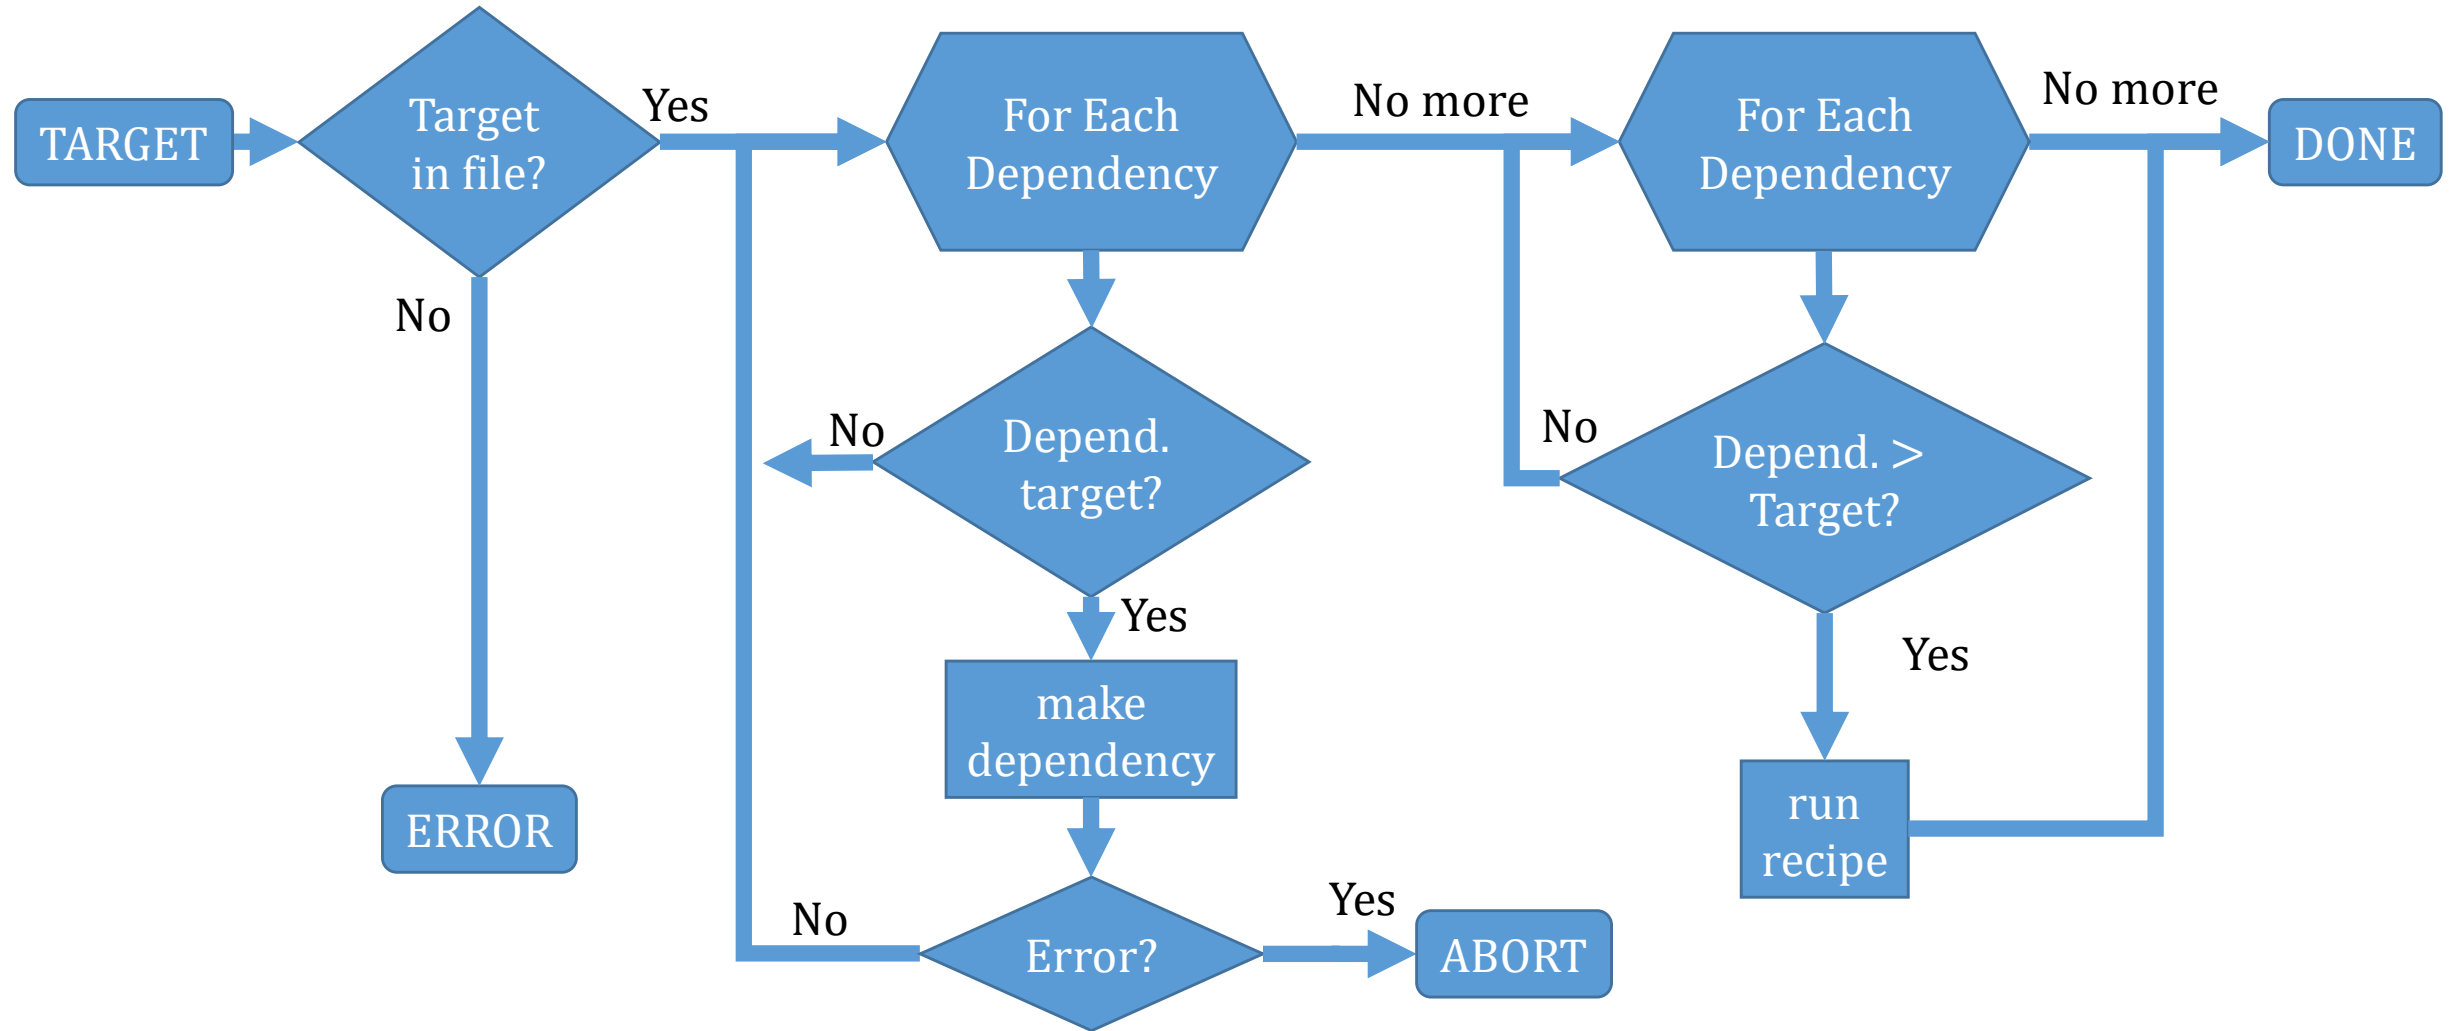 TARGET
Target
in file?
Yes
No
ERROR
For Each
Dependency
No more
Depend.
target?
No
Yes
make
dependency
Error?
No
Yes
ABORT
For Each
Dependency
No more
DONE
Depend. >
Target?
No
Yes
run
recipe